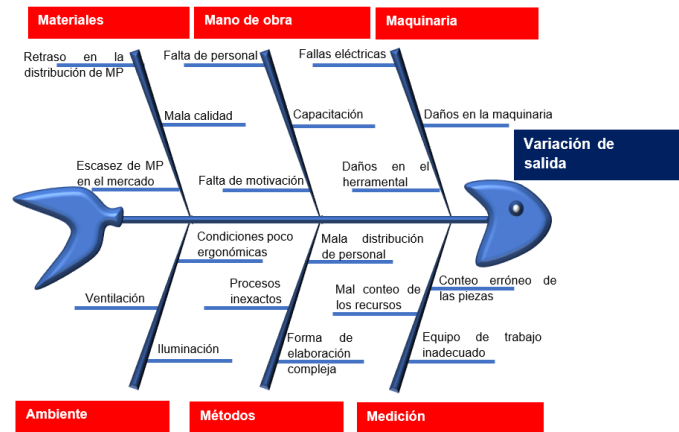 Materiales
Mano de obra
Maquinaria
Retraso en la
distribución de MP
Falta de personal
Fallas eléctricas
Mala calidad
Capacitación
Daños en la maquinaria
Variación de
salida
Escasez de MP
en el mercado
Falta de motivación
Daños en el
herramental
Condiciones poco
ergonómicas
Mala distribución
de personal
Ventilación
Procesos
inexactos
Mal conteo de
los recursos
Conteo erróneo de
las piezas
Iluminación
Forma de
elaboración
compleja
Equipo de trabajo
inadecuado
Ambiente
Métodos
Medición